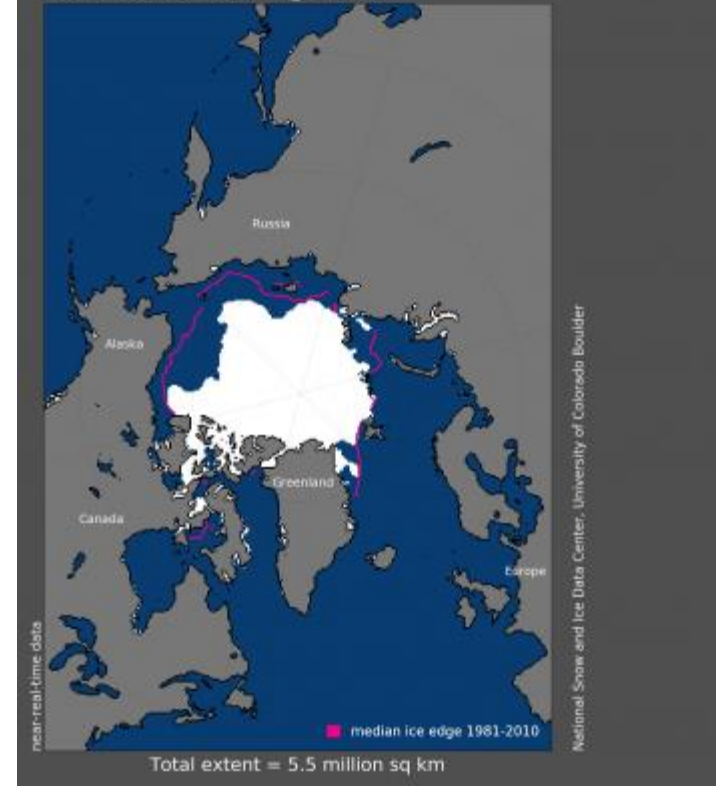 Russia
Alaska
Greenland
Canada
Europe
near-real-time data
National Snow and Ice Data Center, University of Colorado Boulder
median ice edge 1981-2010
Total extent = 5.5 million sq km